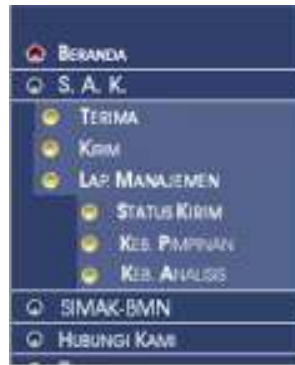 BERANDA
S. A. K.
TERIMA
KIRIM
LAP. MANAJEMEN
STATUS KIRIM
KEB. PIMPINAN
KEB. ANALISIS
SIMAK-BMN
HUBUNGI KAMI